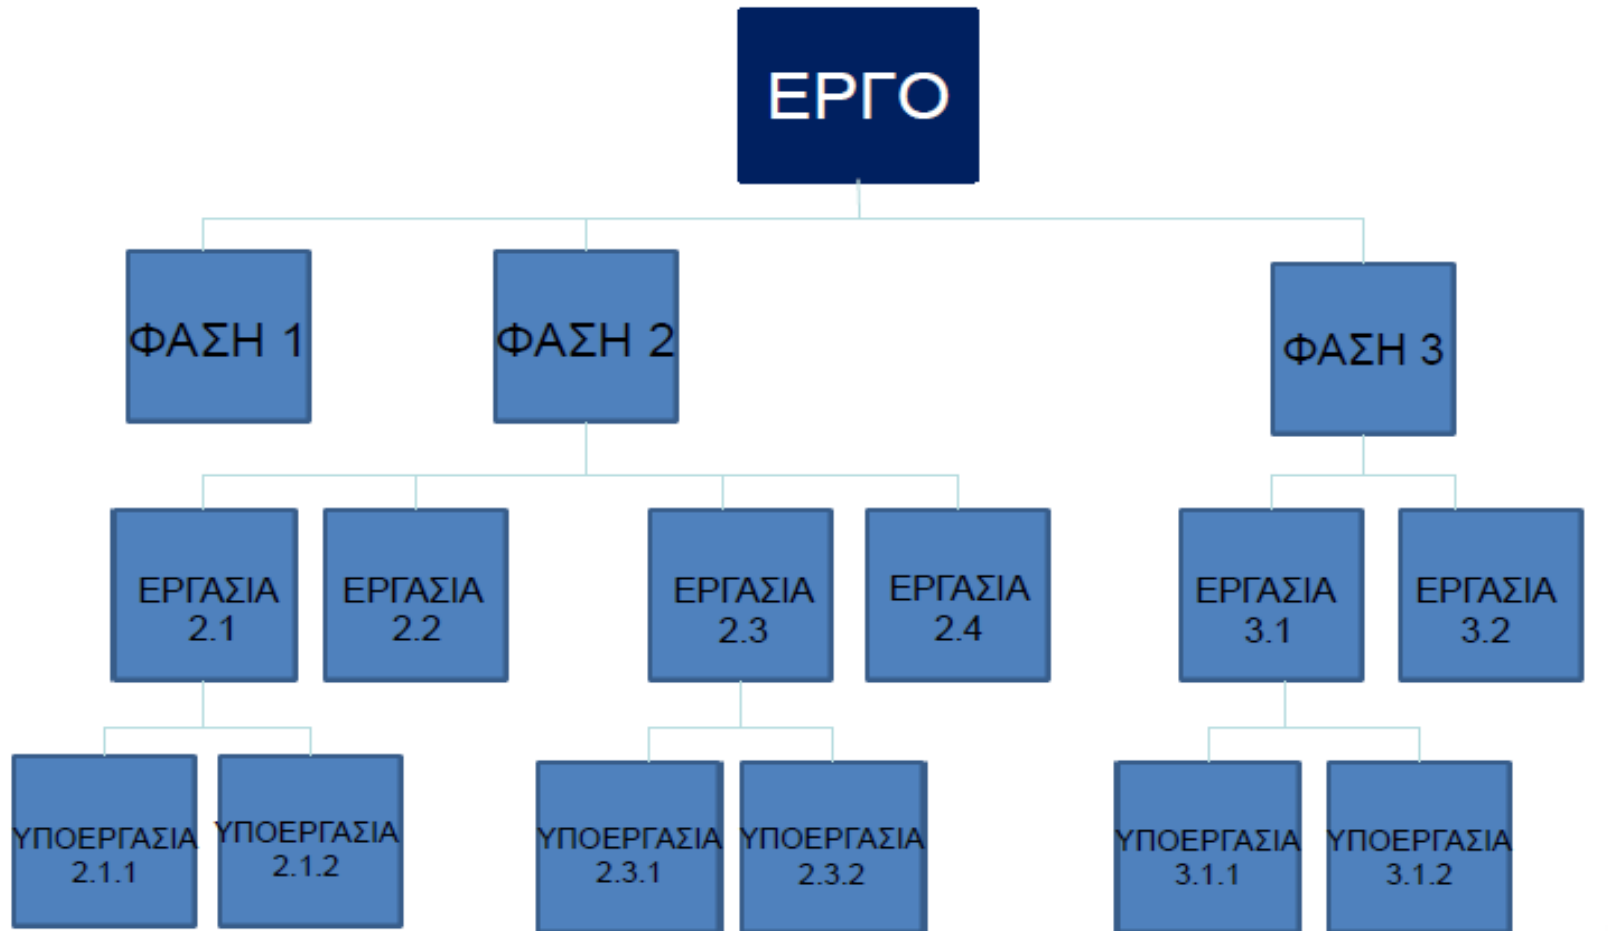 ΕΡΓΟ
ΦΑΣΗ 1
ΦΑΣΗ 2
ΦΑΣΗ 3
ΕΡΓΑΣΙΑ
2.1
ΕΡΓΑΣΙΑ
2.2
ΕΡΓΑΣΙΑ
2.3
ΕΡΓΑΣΙΑ
2.4
ΕΡΓΑΣΙΑ
3.1
ΕΡΓΑΣΙΑ
3.2
ΥΠΟΕΡΓΑΣΙΑ
2.1.1
ΥΠΟΕΡΓΑΣΙΑ
2.1.2
ΥΠΟΕΡΓΑΣΙΑ
2.3.1
ΥΠΟΕΡΓΑΣΙΑ
2.3.2
ΥΠΟΕΡΓΑΣΙΑ
3.1.1
ΥΠΟΕΡΓΑΣΙΑ
3.1.2